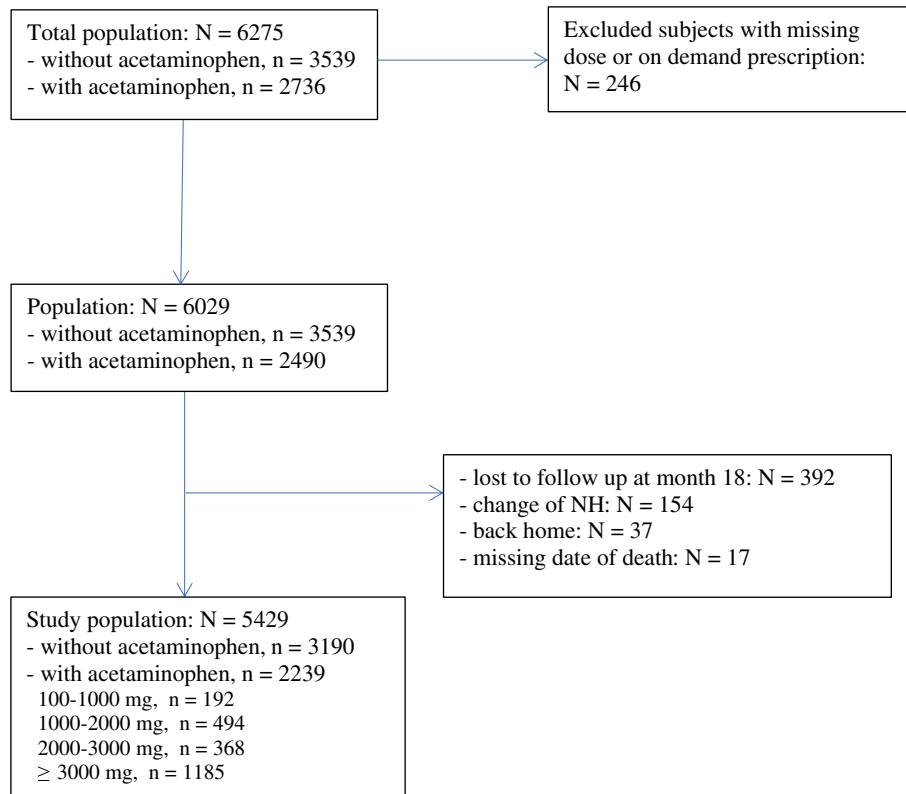 Total population: N = 6275
- without acetaminophen, n = 3539
- with acetaminophen, n = 2736
Excluded subjects with missing
dose or on demand prescription:
N = 246
Population: N = 6029
- without acetaminophen, n = 3539
- with acetaminophen, n = 2490
- lost to follow up at month 18: N = 392
- change of NH: N = 154
- back home: N = 37
- missing date of death: N = 17
Study population: N = 5429
- without acetaminophen, n = 3190
- with acetaminophen, n = 2239
100-1000 mg, n = 192
1000-2000 mg, n = 494
2000-3000 mg, n = 368
≥ 3000 mg, n = 1185